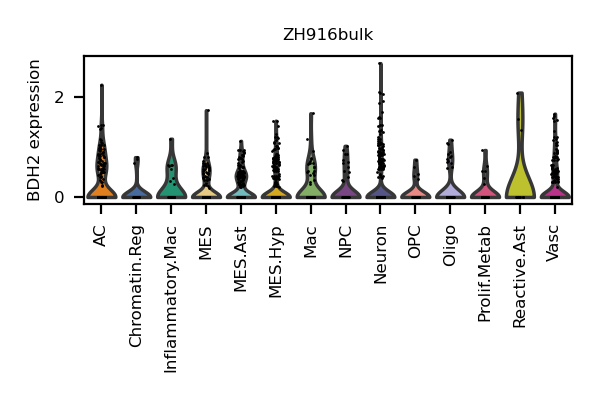 ZH916bulk
BDH2 expression
2
0
AC
Chromatin.Reg
Inflammatory.Mac
MES
MES.Ast
MES.Hyp
Mac
NPC
Neuron
OPC
Oligo
Prolif.Metab
Reactive.Ast
Vasc